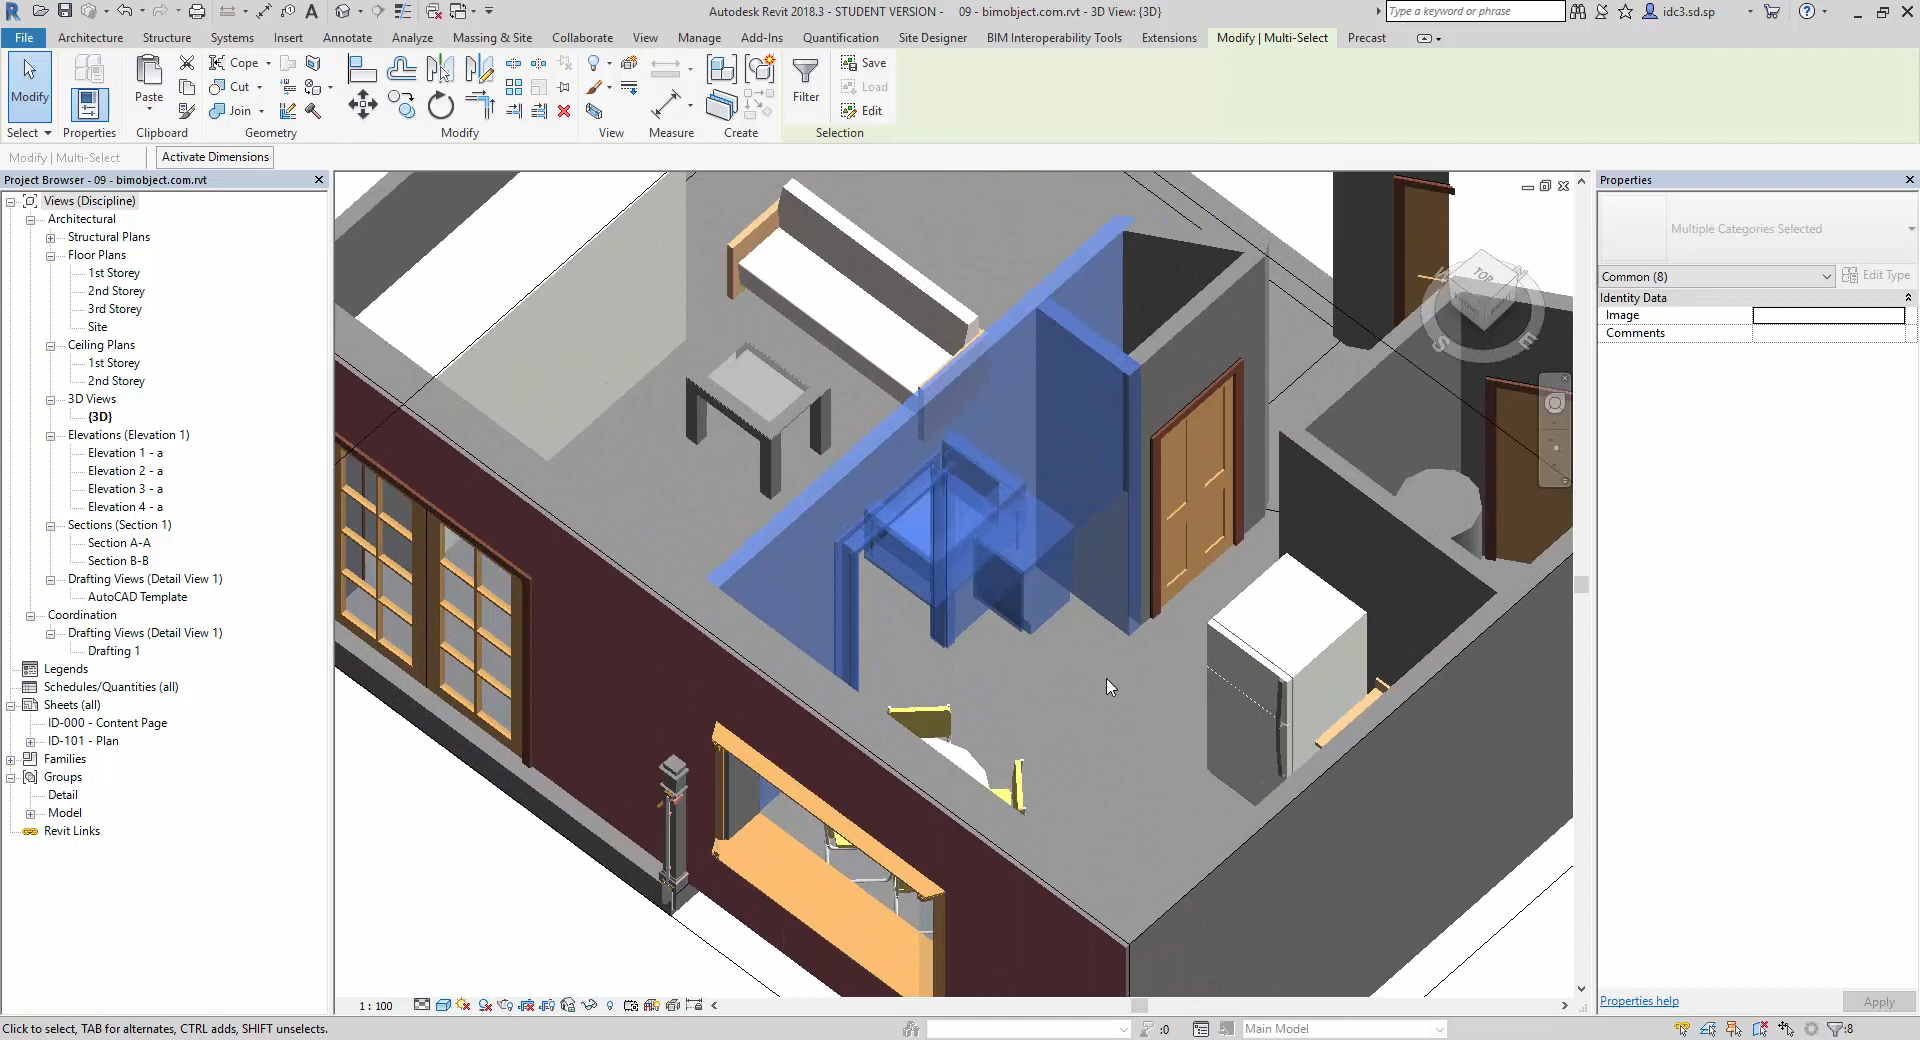 Autodesk Revit 2018.3 - STUDENT VERSION - 09 - bimobject.com.rvt - 3D View: {3D}
Type a keyword or phrase
idc3.sd.sp
File Architecture Structure Systems Insert Annotate Analyze Massing & Site Collaborate View Manage Add-Ins Quantification Site Designer BIM Interoperability Tools Extensions Modify | Multi-Select Precast
Cope Save
Cut Load
Modify Paste Filter
Join Edit
Select Properties Clipboard Geometry Modify View Measure Create Selection
Modify | Multi-Select Activate Dimensions
Project Browser - 09 - bimobject.com.rvt
Views (Discipline)
Architectural
Structural Plans
Floor Plans
1st Storey
2nd Storey
3rd Storey
Site
Ceiling Plans
1st Storey
2nd Storey
3D Views
{3D}
Elevations (Elevation 1)
Elevation 1 - a
Elevation 2 - a
Elevation 3 - a
Elevation 4 - a
Sections (Section 1)
Section A-A
Section B-B
Drafting Views (Detail View 1)
AutoCAD Template
Coordination
Drafting Views (Detail View 1)
Drafting 1
Legends
Schedules/Quantities (all)
Sheets (all)
ID-000 - Content Page
ID-101 - Plan
Families
Groups
Detail
Model
Revit Links
TOP
S
E
Properties
Multiple Categories Selected
Common (8) Edit Type
Identity Data
Image
Comments
Properties help Apply
1 : 100
Click to select, TAB for alternates, CTRL adds, SHIFT unselects.
:0
Main Model
:8